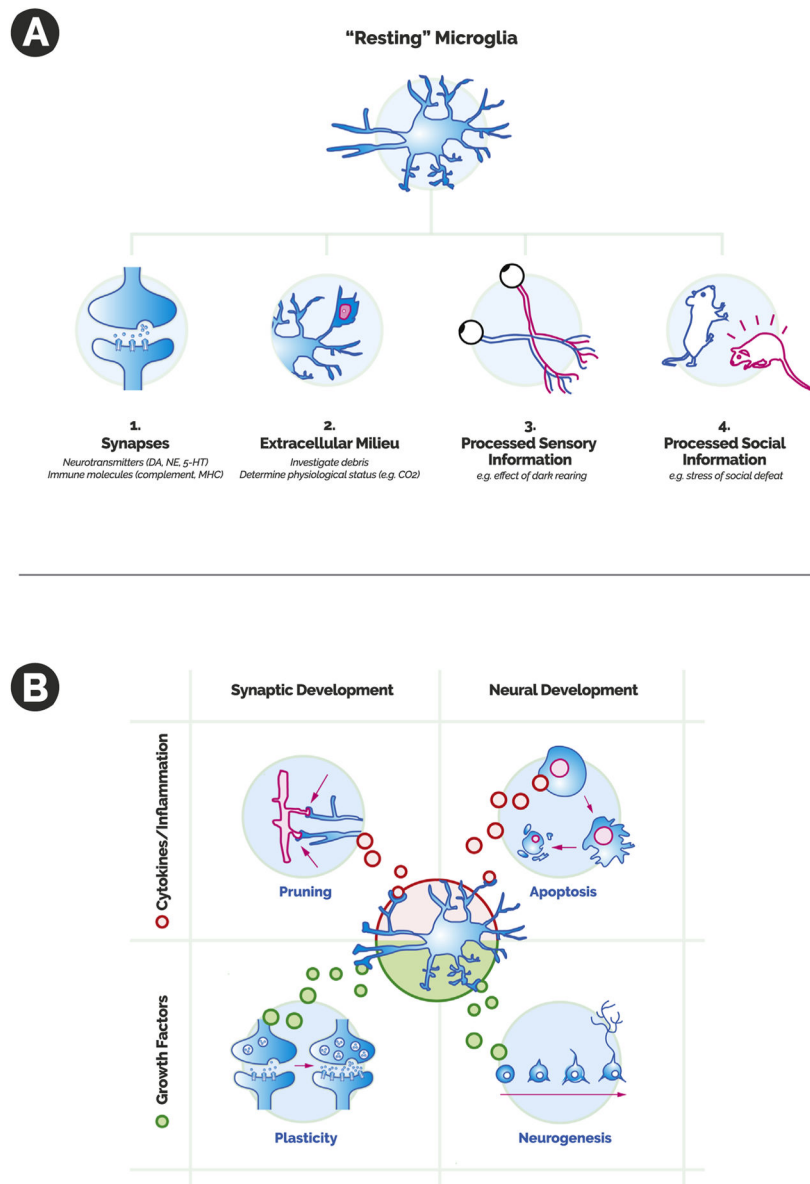 A
“Resting” Microglia
1.
Synapses
Neurotransmitters (DA, NE, 5-HT)
Immune molecules (complement, MHC)
2.
Extracellular Milieu
Investigate debris
Determine physiological status (e.g. CO2)
3.
Processed Sensory
Information
e.g. effect of dark rearing
4.
Processed Social
Information
e.g. stress of social defeat
B
Synaptic Development
Neural Development
Cytokines/Inflammation
Pruning
Apoptosis
Growth Factors
Plasticity
Neurogenesis